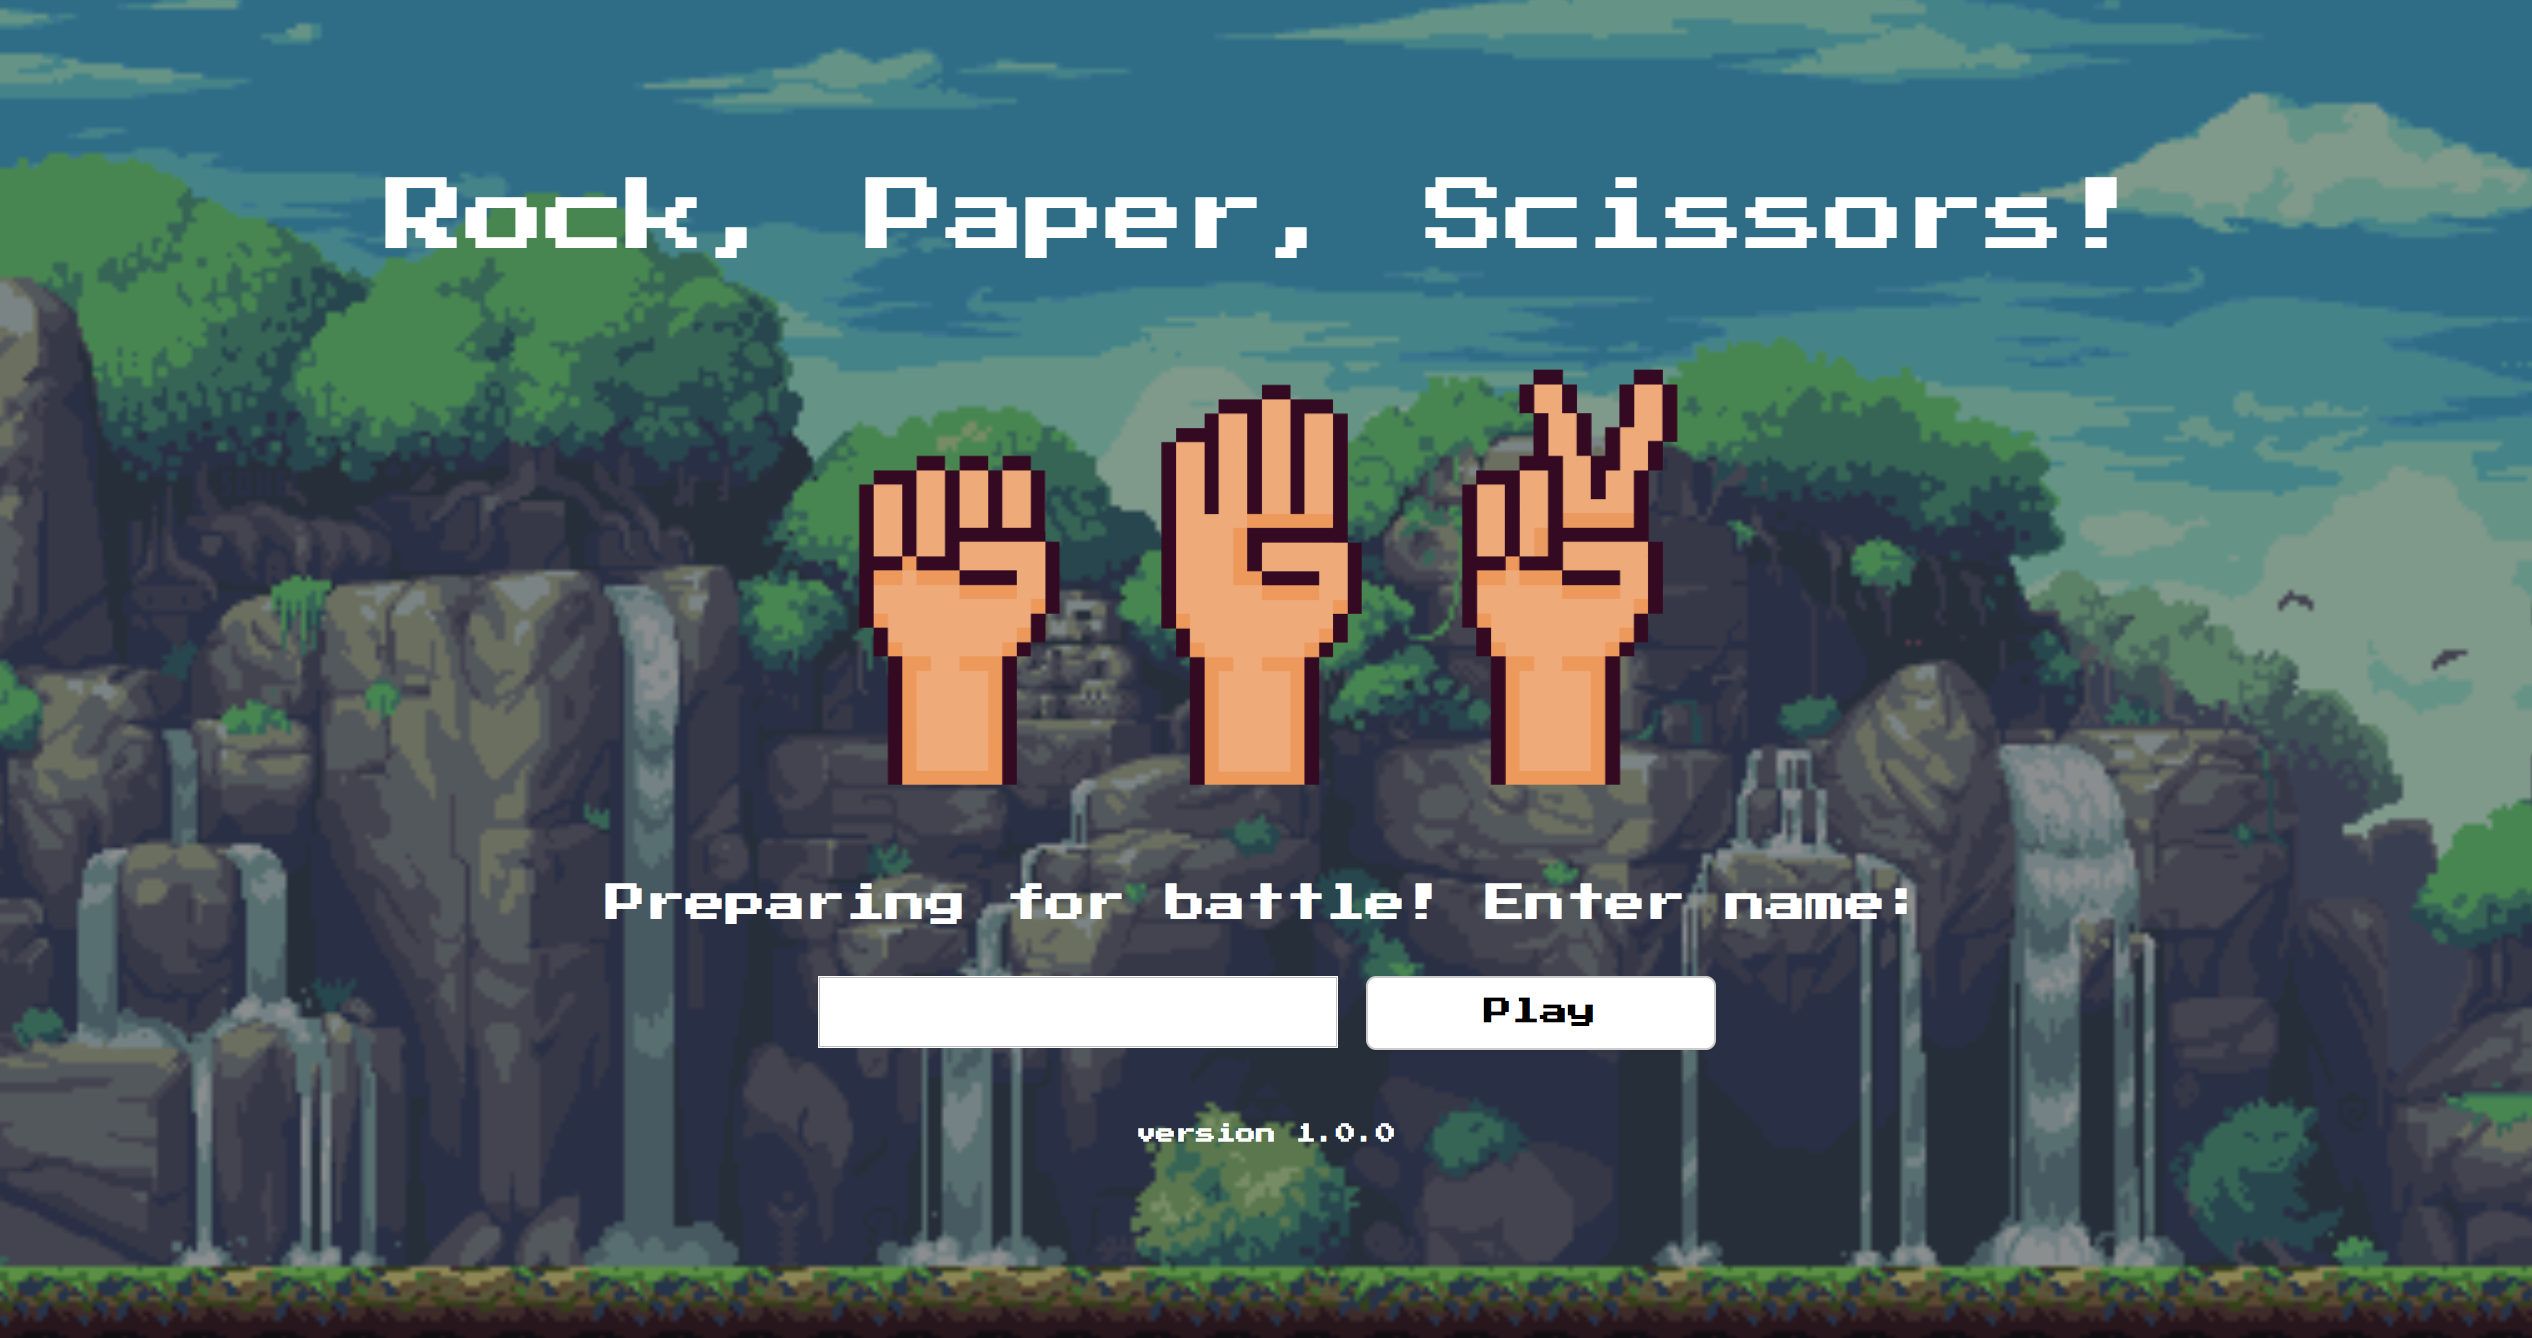 Rock, Paper, Scissors!
Preparing for battle! Enter name:
Play
version 1.0.0